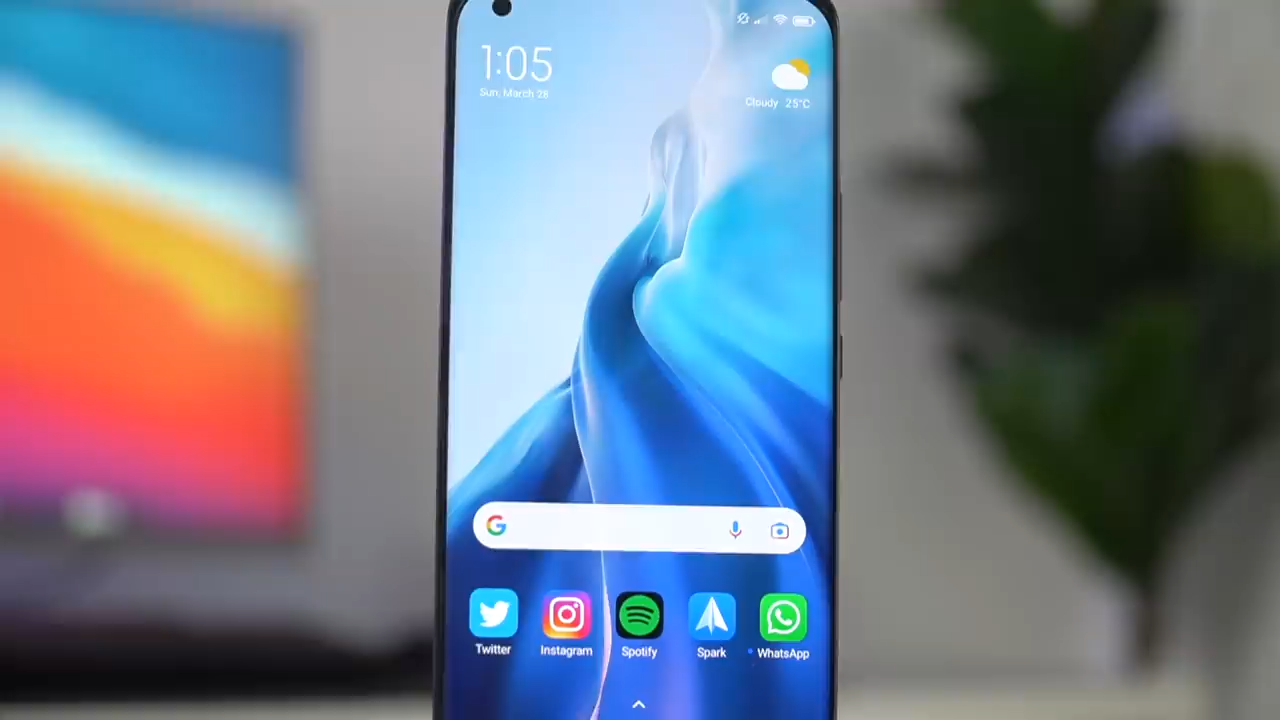 1:05
Sun, March 28
Cloudy 25°C
Twitter
Instagram
Spotify
Spark
WhatsApp